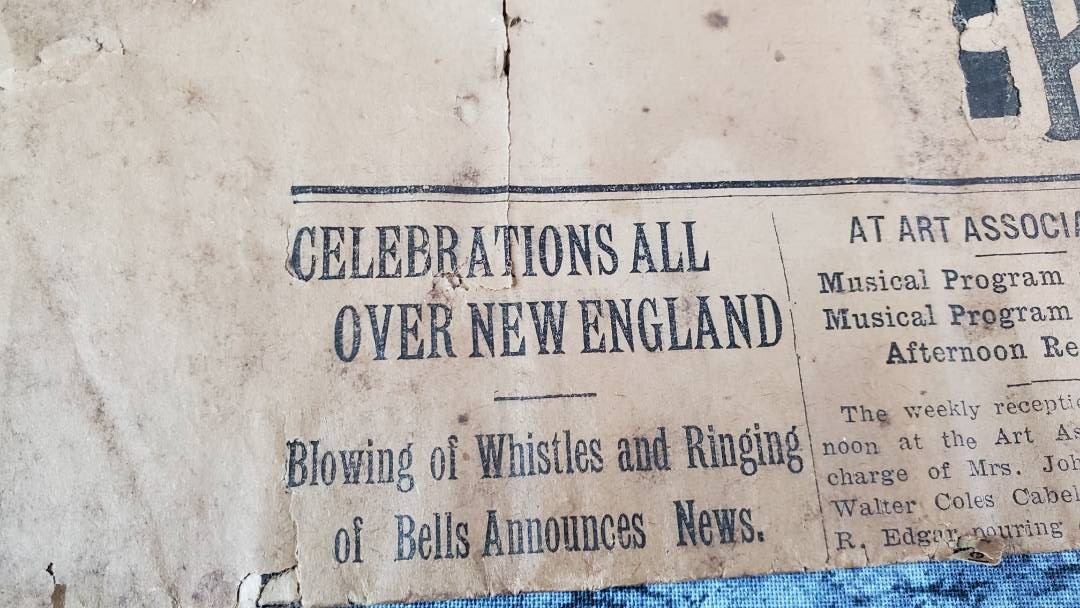 CELEBRATIONS ALL
OVER NEW ENGLAND
Blowing of Whistles and Ringing
of Bells Announces News.
AT ART
Musical Program
Musical Program
Afternoon
The weekly
noon at the Art
charge of Mrs.
Walter Coles
R. Edgar pouring